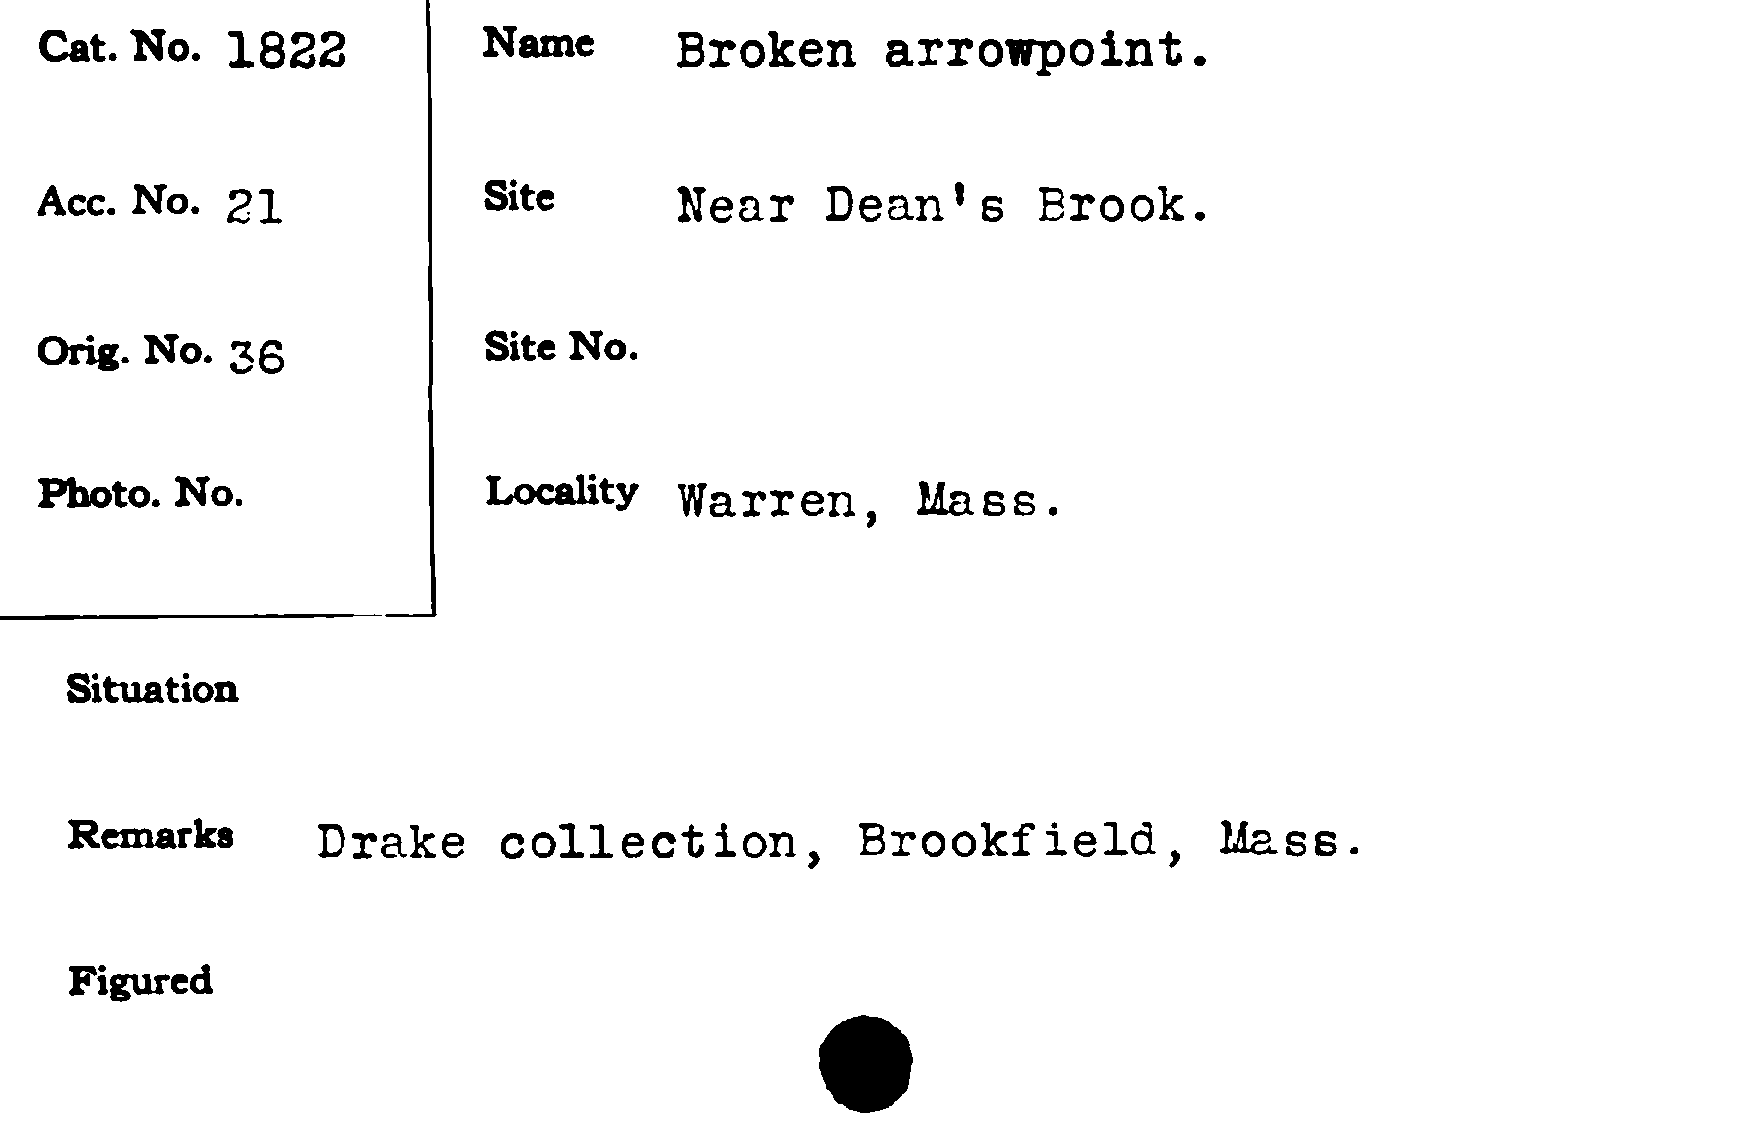 Cat. No. 1822
Acc. No. 21
Orig. No. 36
Photo. No.
Name Broken arrowpoint.
Site Near Dean's Brook.
Site No.
Locality Warren, Mass.
Situation
Remarks Drake collection, Brookfield, Mass.
Figured